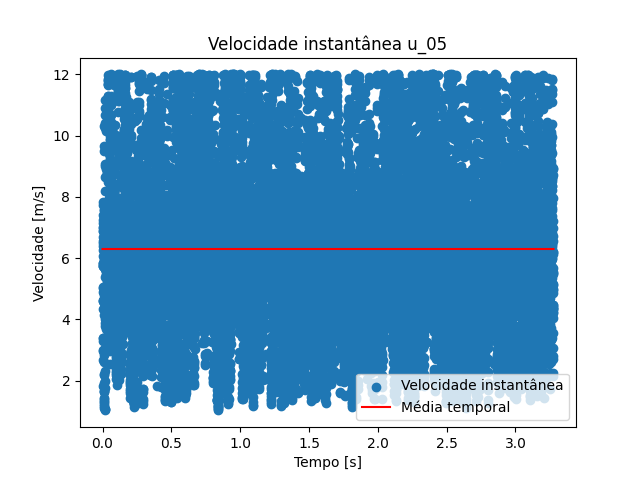 Velocidade instantânea u_05
Velocidade [m/s]
12
10
8
6
4
2
Velocidade instantânea
Média temporal
0.0 0.5 1.0 1.5 2.0 2.5 3.0
Tempo [s]